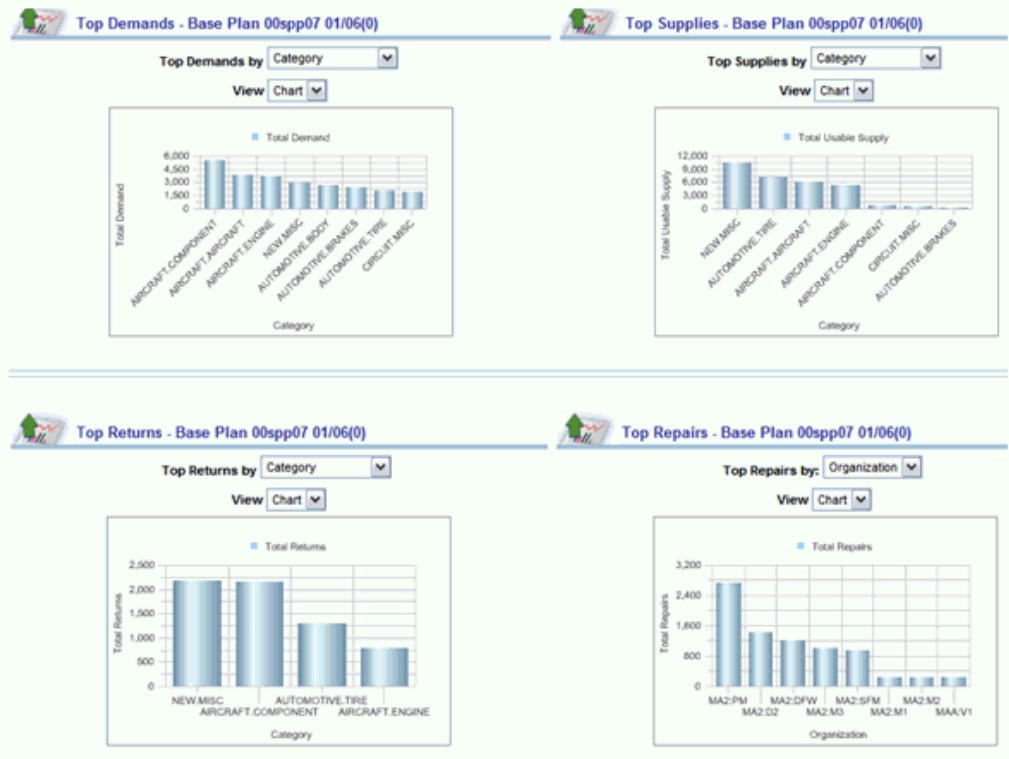 Top Demands - Base Plan 00spp07 01/06(0)
Top Demands by Category
View Chart
Total Demand
6,000
4,500
3,000
1,500
0
Total Demand
AIRCRAFT.COMPONENT
AIRCRAFT.AIRCRAFT
AIRCRAFT.ENGINE
NEW.MISC
AUTOMOTIVE.BODY
AUTOMOTIVE.BRAKES
AUTOMOTIVE.TIRE
CIRCUIT.MISC
Category
Top Supplies - Base Plan 00spp07 01/06(0)
Top Supplies by Category
View Chart
Total Usable Supply
12,000
9,000
6,000
3,000
0
Total Usable Supply
NEW.MISC
AUTOMOTIVE.TIRE
AIRCRAFT.AIRCRAFT
AIRCRAFT.ENGINE
AIRCRAFT.COMPONENT
CIRCUIT.MISC
AUTOMOTIVE.BRAKES
Category
Top Returns - Base Plan 00spp07 01/06(0)
Top Returns by Category
View Chart
Total Returns
2,500
2,000
1,500
1,000
500
0
Total Returns
NEW.MISC AUTOMOTIVE.TIRE
AIRCRAFT.COMPONENT AIRCRAFT.ENGINE
Category
Top Repairs - Base Plan 00spp07 01/06(0)
Top Repairs by: Organization
View Chart
Total Repairs
3,200
2,400
1,600
800
0
Total Repairs
MA2:PM MA2:DFW MA2:SFM MA2:M2
MA2:D2 MA2:M3 MA2:M1 MAA:V1
Organization